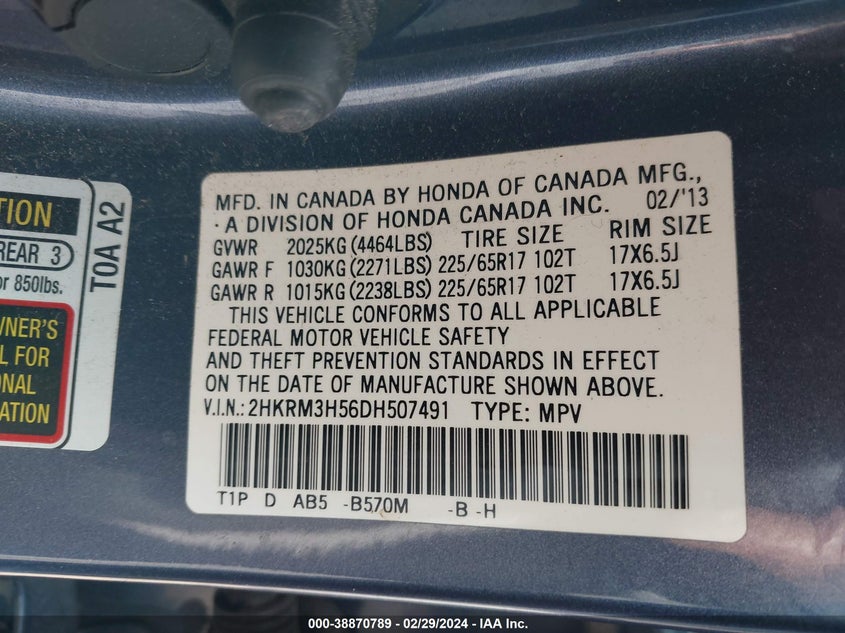 MFD. IN CANADA BY HONDA OF CANADA MFG.,
· A DIVISION OF HONDA CANADA INC. 02/'13
GVWR 2025KG (4464LBS) TIRE SIZE RIM SIZE
GAWR F 1030KG (2271LBS) 225/65R17 102T 17X6.5J
GAWR R 1015KG (2238LBS) 225/65R17 102T 17X6.5J
THIS VEHICLE CONFORMS TO ALL APPLICABLE
FEDERAL MOTOR VEHICLE SAFETY
AND THEFT PREVENTION STANDARDS IN EFFECT
ON THE DATE OF MANUFACTURE SHOWN ABOVE.
V.I.N.: 2HKRM3H56DH507491 TYPE: MPV
T1P D AB5 -B570M -B -H
TION
REAR 3
or 850lbs.
WNER'S
L FOR
ONAL
ATION
T0A A2
000-38870789 - 02/29/2024 - IAA Inc.